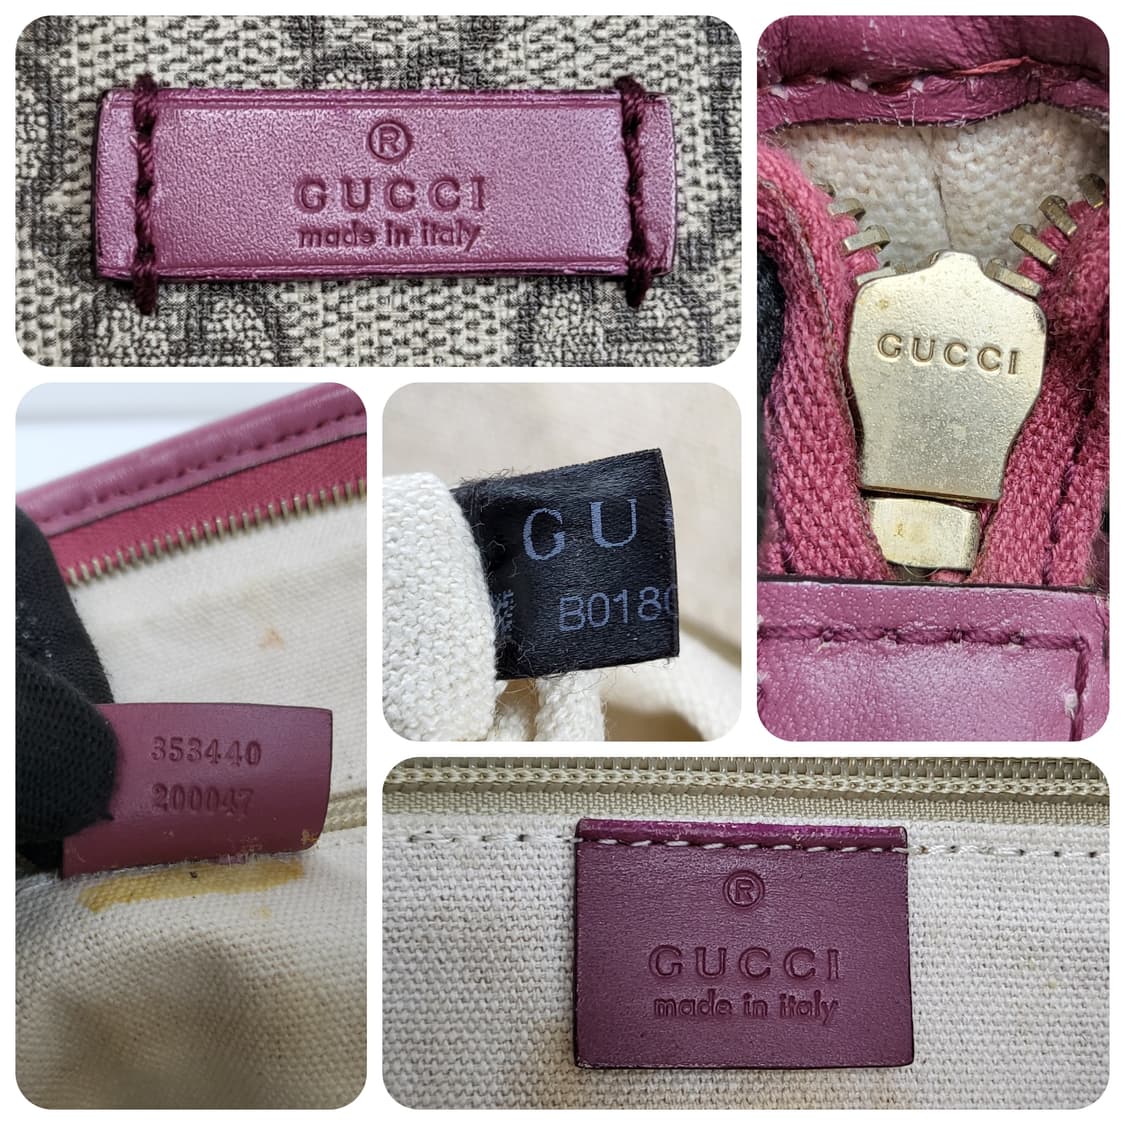 ®
GUCCI
made in italy
GUCCI
353440
200047
GU
B018
®
GUCCI
made in italy